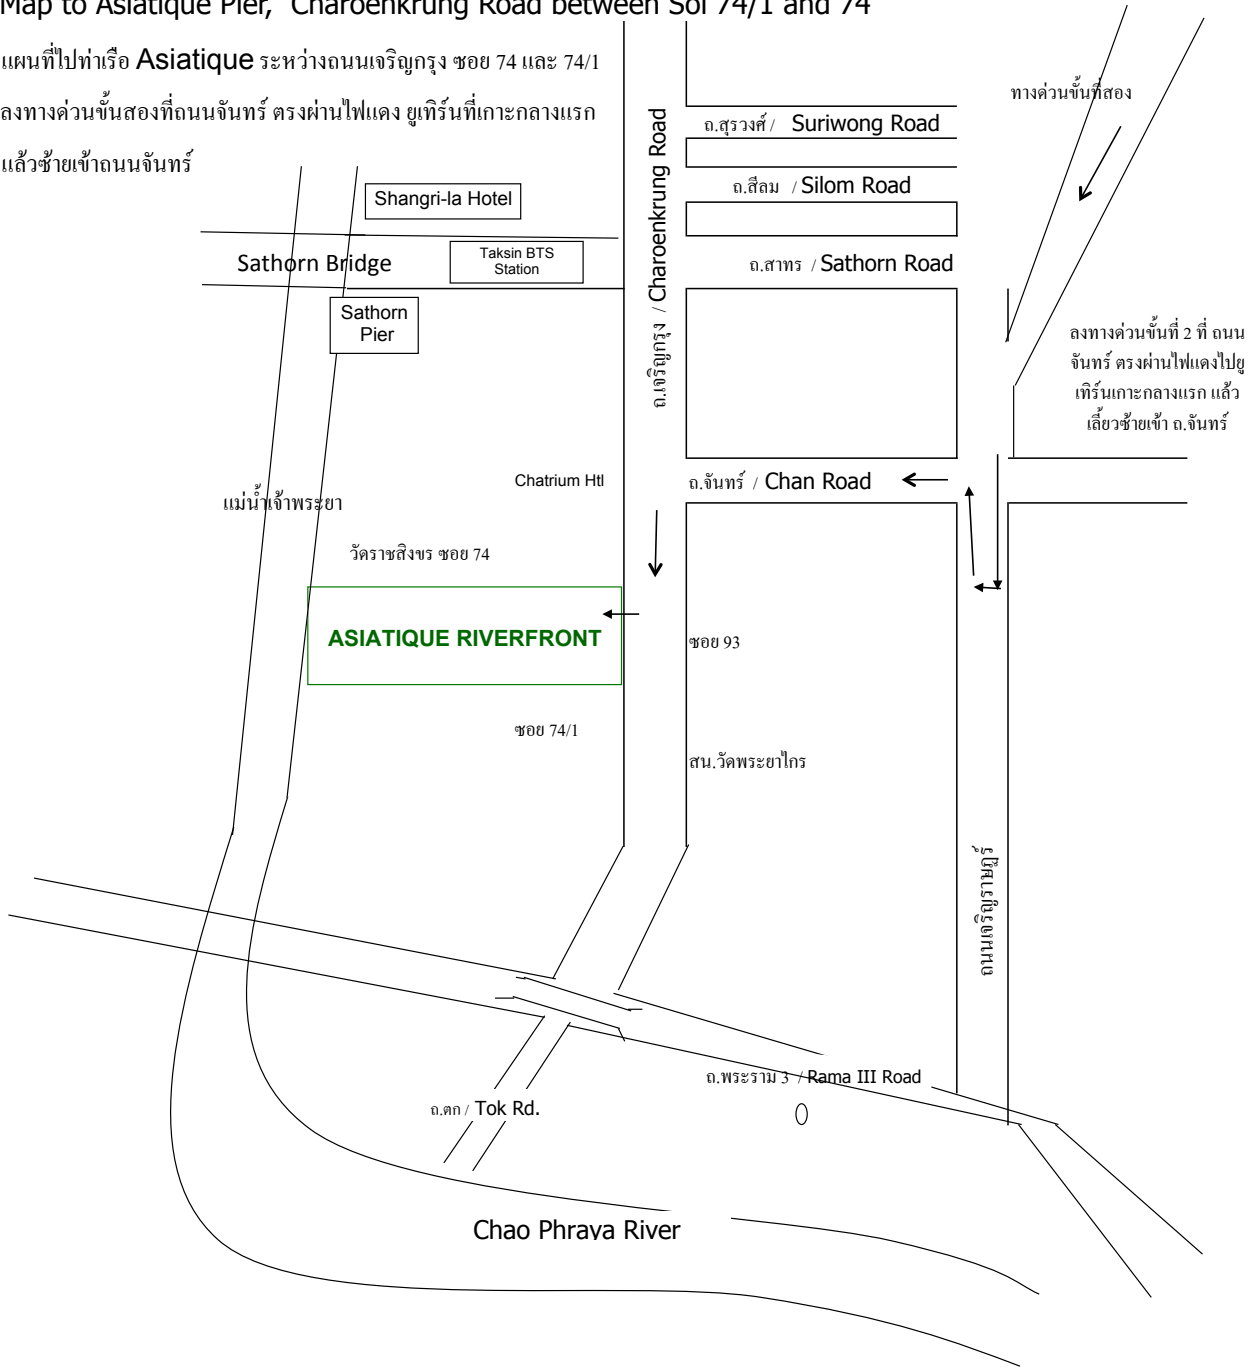 Map to Asiatique Pier, Charoenkrung Road between Soi 74/1 and 74
แผนที่ไปท่าเรือ Asiatique ระหว่างถนนเจริญกรุง ซอย 74 และ 74/1
ลงทางด่วนขั้นสองที่ถนนจันทร์ ตรงผ่านไฟแดง ยูเทิร์นที่เกาะกลางแรก
แล้วซ้ายเข้าถนนจันทร์
ทางด่วนขั้นที่สอง
ถ.สุรวงศ์ / Suriwong Road
ถ.สีลม / Silom Road
Shangri-la Hotel
Sathorn Bridge
Taksin BTS
Station
ถ.สาทร / Sathorn Road
ถ.เจริญกรุง / Charoenkrung Road
Sathorn
Pier
ลงทางด่วนขั้นที่ 2 ที่ ถนน
จันทร์ ตรงผ่านไฟแดงไปยู
เทิร์นเกาะกลางแรก แล้ว
เลี้ยวซ้ายเข้า ถ.จันทร์
Chatrium Htl
ถ.จันทร์ / Chan Road
แม่น้ำเจ้าพระยา
วัดราชสิงขร ซอย 74
ASIATIQUE RIVERFRONT
ซอย 93
ซอย 74/1
สน.วัดพระยาไกร
ถ.พระราม 3 / Rama III Road
ถ.ตก / Tok Rd.
Chao Phraya River